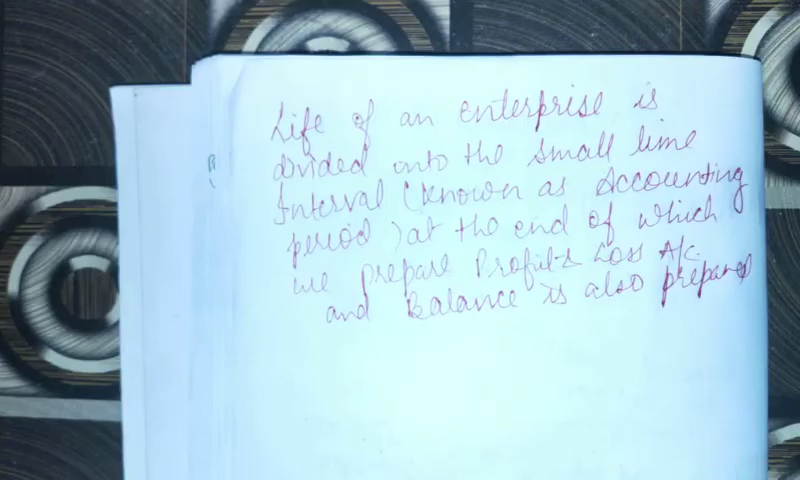 Life of an enterprise is
divided into the small time
Interval (known as Accounting
period) at the end of which
we prepare Profit & Loss A/c.
and Balance is also prepared